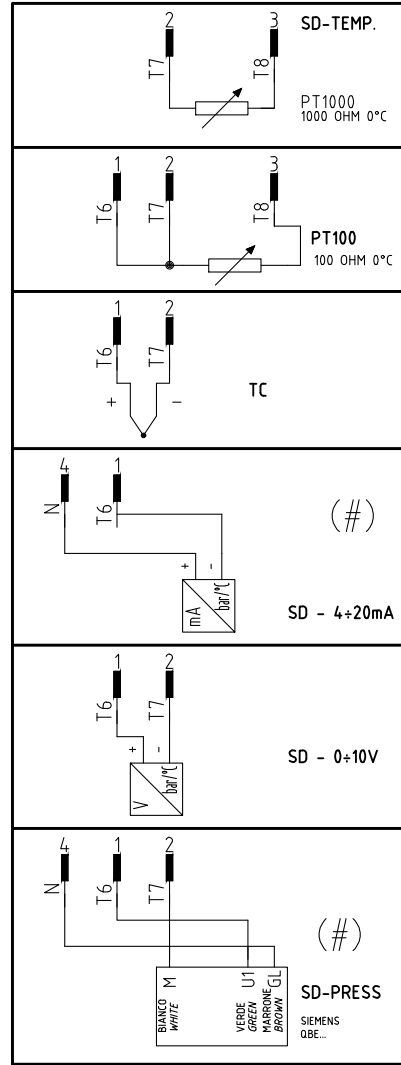 2 3 SD-TEMP.
T7 T8
PT1000
1000 OHM 0°C
1 2 3
T6 T7 T8
PT100
100 OHM 0°C
1 2
T6 T7
+ -
TC
4 1
N T6
(#)
+ -
mA bar/°C
SD - 4÷20mA
1 2
T6 T7
+ -
V bar/°C
SD - 0÷10V
4 1 2
N T6 T7
(#)
M U1 GL
BIANCO
WHITE
VERDE
GREEN
MARRONE
BROWN
SD-PRESS
SIEMENS
QBE...